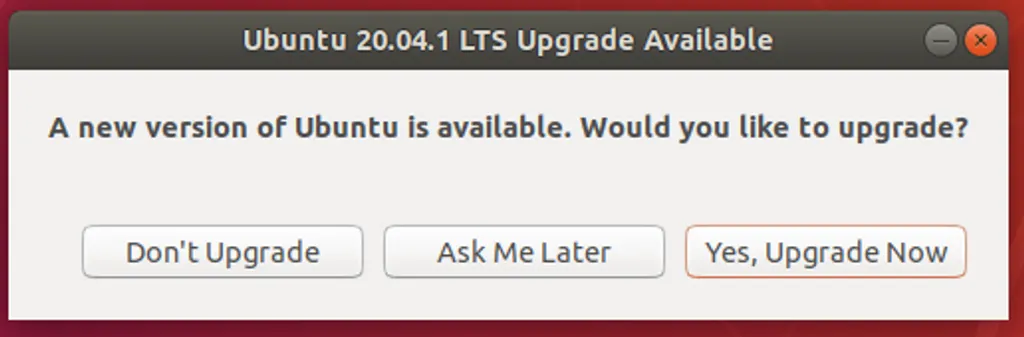 Ubuntu 20.04.1 LTS Upgrade Available
A new version of Ubuntu is available. Would you like to upgrade?
Don't Upgrade
Ask Me Later
Yes, Upgrade Now